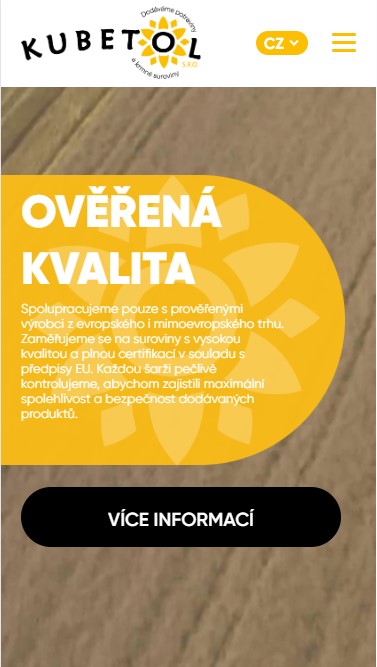 Dodáváme potraviny
KUBETOL
S.R.O
a krmné suroviny
CZ
OVĚŘENÁ
KVALITA
Spolupracujeme pouze s prověřenými
výrobci z evropského i mimoevropského trhu.
Zaměřujeme se na suroviny s vysokou
kvalitou a plnou certifikací v souladu s
předpisy EU. Každou šarži pečlivě
kontrolujeme, abychom zajistili maximální
spolehlivost a bezpečnost dodávaných
produktů.
VÍCE INFORMACÍ